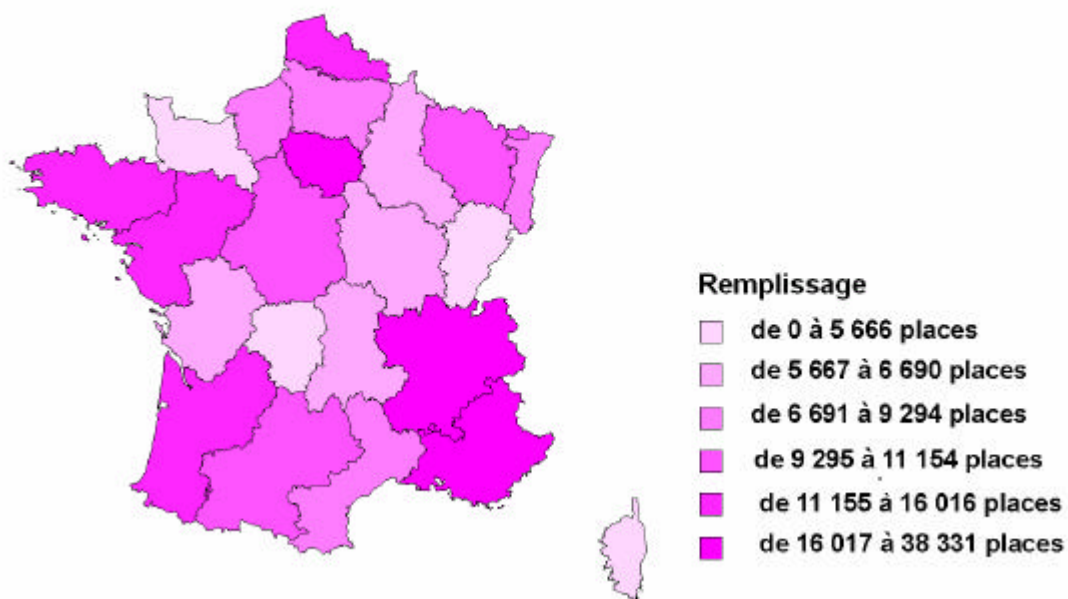 Remplissage
de 0 à 5 666 places
de 5 667 à 6 690 places
de 6 691 à 9 294 places
de 9 295 à 11 154 places
de 11 155 à 16 016 places
de 16 017 à 38 331 places